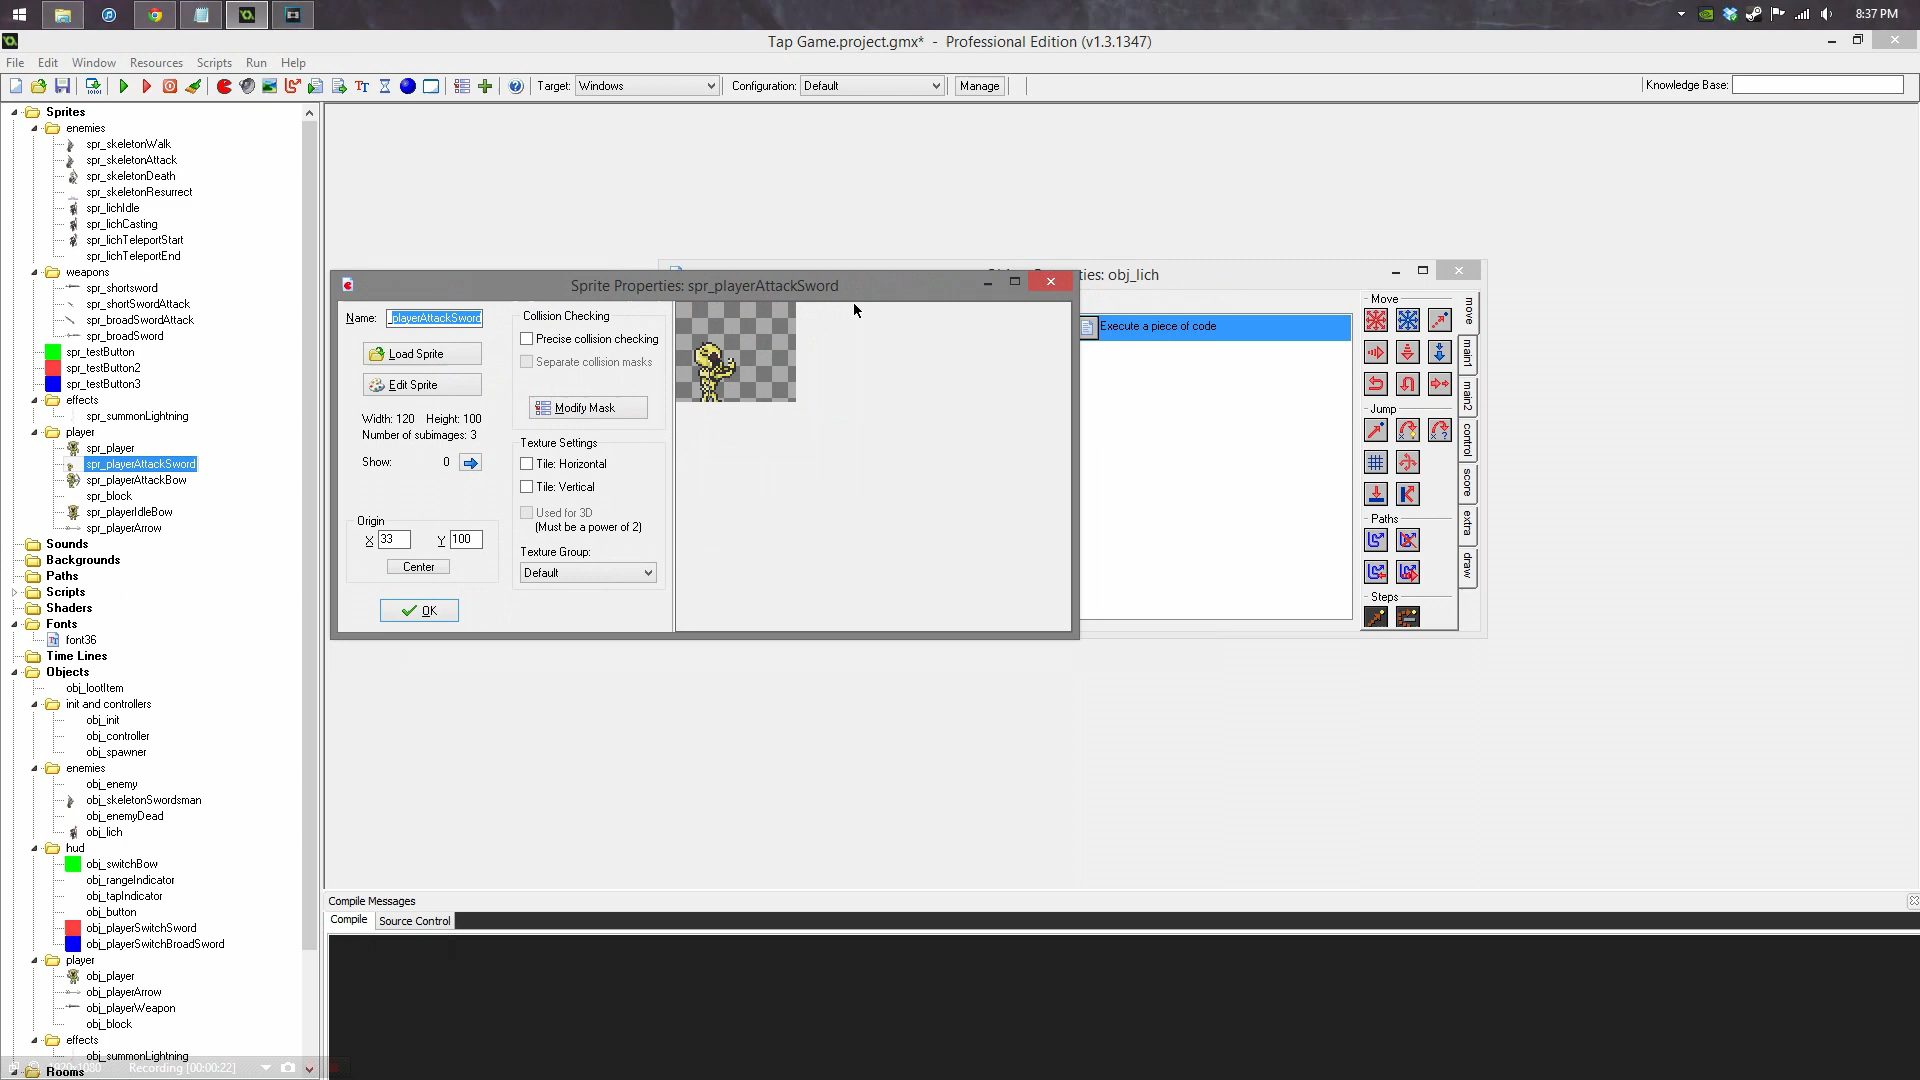 8:37 PM
Tap Game.project.gmx* - Professional Edition (v1.3.1347)
File Edit Window Resources Scripts Run Help
Target: Windows Configuration: Default Manage Knowledge Base:
Sprites
enemies
spr_skeletonWalk
spr_skeletonAttack
spr_skeletonDeath
spr_skeletonResurrect
spr_lichIdle
spr_lichCasting
spr_lichTeleportStart
spr_lichTeleportEnd
weapons
spr_shortsword
spr_shortSwordAttack
spr_broadSwordAttack
spr_broadSword
spr_testButton
spr_testButton2
spr_testButton3
effects
spr_summonLightning
player
spr_player
spr_playerAttackSword
spr_playerAttackBow
spr_block
spr_playerIdleBow
spr_playerArrow
Sounds
Backgrounds
Paths
Scripts
Shaders
Fonts
font36
Time Lines
Objects
obj_lootItem
init and controllers
obj_init
obj_controller
obj_spawner
enemies
obj_enemy
obj_skeletonSwordsman
obj_enemyDead
obj_lich
hud
obj_switchBow
obj_rangeIndicator
obj_tapIndicator
obj_button
obj_playerSwitchSword
obj_playerSwitchBroadSword
player
obj_player
obj_playerArrow
obj_playerWeapon
obj_block
effects
obj_summonLightning
Recording [00:00:22]
Rooms
Sprite Properties: spr_playerAttackSword
Name: _playerAttackSword
Load Sprite
Edit Sprite
Width: 120 Height: 100
Number of subimages: 3
Show: 0
Origin
X 33 Y 100
Center
OK
Collision Checking
Precise collision checking
Separate collision masks
Modify Mask
Texture Settings
Tile: Horizontal
Tile: Vertical
Used for 3D
(Must be a power of 2)
Texture Group:
Default
ties: obj_lich
Execute a piece of code
Move
Jump
Paths
Steps
move
main1
main2
control
score
extra
draw
Compile Messages
Compile Source Control